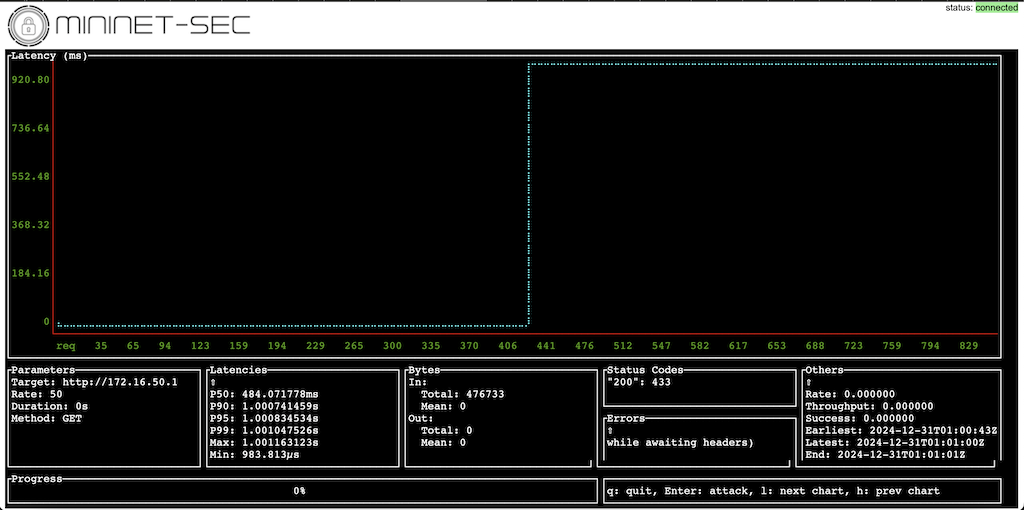 status: connected
MININET-SEC
Latency (ms)
920.80
736.64
552.48
368.32
184.16
0
req 35 65 94 123 159 194 229 265 300 335 370 406 441 476 512 547 582 617 653 688 723 759 794 829
Parameters
Target: http://172.16.50.1
Rate: 50
Duration: 0s
Method: GET
Latencies
⇧
P50: 484.071778ms
P90: 1.000741459s
P95: 1.000834534s
P99: 1.001047526s
Max: 1.001163123s
Min: 983.813µs
Bytes
In:
Total: 476733
Mean: 0
Out:
Total: 0
Mean: 0
Status Codes
"200": 433
Errors
⇧
while awaiting headers)
Others
⇧
Rate: 0.000000
Throughput: 0.000000
Success: 0.000000
Earliest: 2024-12-31T01:00:43Z
Latest: 2024-12-31T01:01:00Z
End: 2024-12-31T01:01:01Z
Progress
0%
q: quit, Enter: attack, l: next chart, h: prev chart